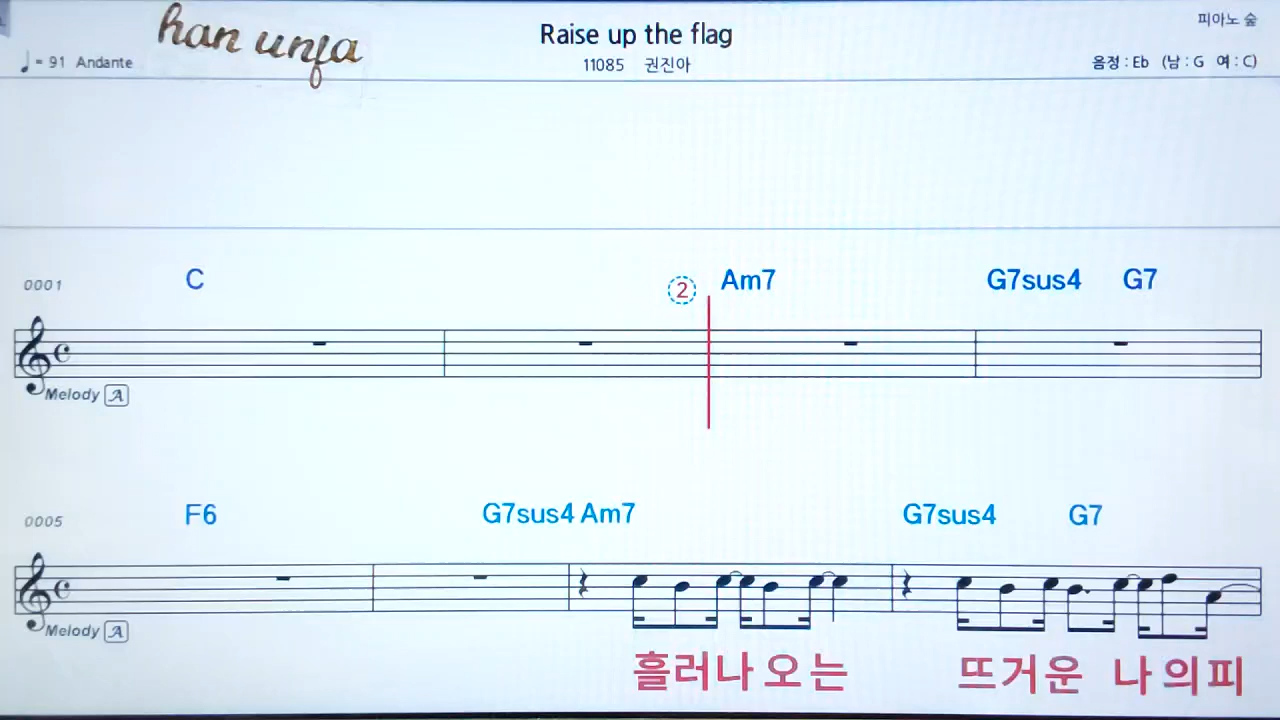 han unfa
Raise up the flag
피아노 숲
♩ = 91 Andante
11085 권진아
음정 : Eb (남 : G 여 : C)
0001 C ② Am7 G7sus4 G7
Melody A
0005 F6 G7sus4 Am7 G7sus4 G7
Melody A
흘러나 오 는 뜨거운 나 의 피